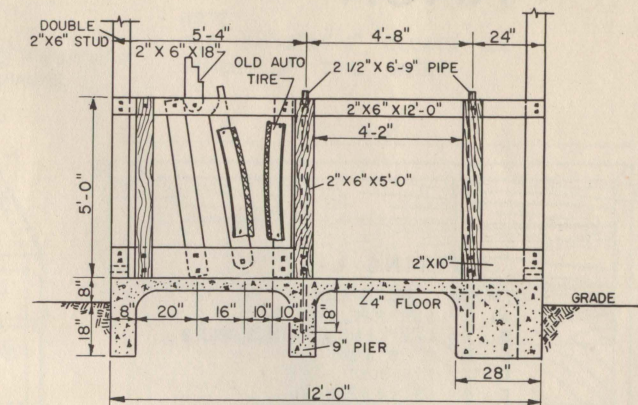 DOUBLE
2"X6" STUD
5'-4"
4'-8"
24"
2"X 6"X18"
OLD AUTO
TIRE
2 1/2"X 6'-9" PIPE
2"X6"X12'-0"
4'-2"
5'-0"
2"X6"X5'-0"
2"X10"
8"
4" FLOOR
GRADE
8"
20"
16"
10"
10"
18"
18"
9" PIER
28"
12'-0"